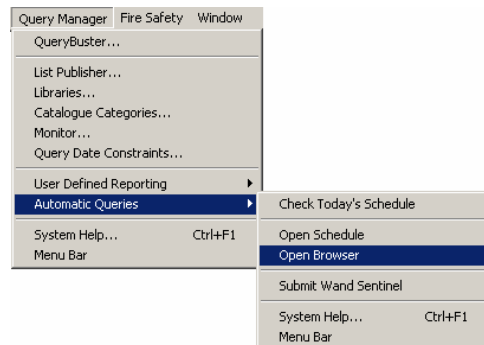 Query Manager Fire Safety Window
QueryBuster...
List Publisher...
Libraries...
Catalogue Categories...
Monitor...
Query Date Constraints...
User Defined Reporting
Automatic Queries
System Help... Ctrl+F1
Menu Bar
Check Today's Schedule
Open Schedule
Open Browser
Submit Wand Sentinel
System Help... Ctrl+F1
Menu Bar